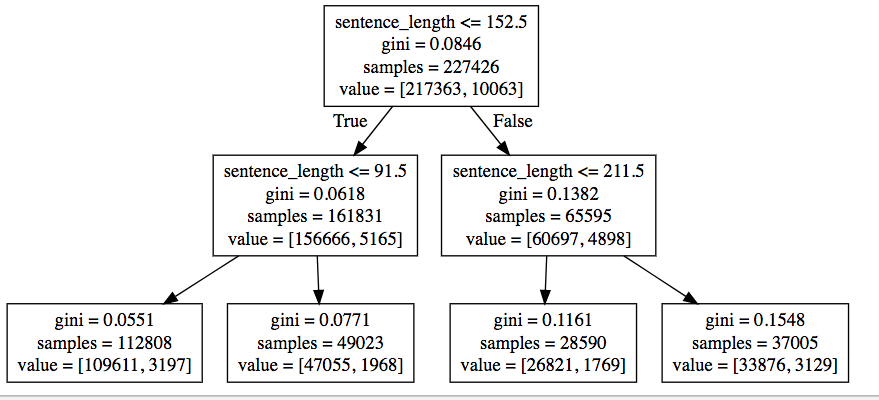 sentence_length <= 152.5
gini = 0.0846
samples = 227426
value = [217363, 10063]
True
False
sentence_length <= 91.5
gini = 0.0618
samples = 161831
value = [156666, 5165]
sentence_length <= 211.5
gini = 0.1382
samples = 65595
value = [60697, 4898]
gini = 0.0551
samples = 112808
value = [109611, 3197]
gini = 0.0771
samples = 49023
value = [47055, 1968]
gini = 0.1161
samples = 28590
value = [26821, 1769]
gini = 0.1548
samples = 37005
value = [33876, 3129]